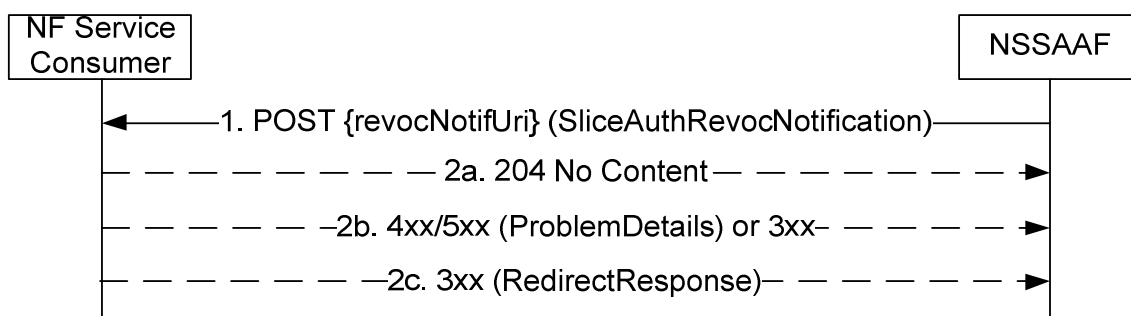 NF Service
Consumer
NSSAAF
1. POST {revocNotifUri} (SliceAuthRevocNotification)
2a. 204 No Content
2b. 4xx/5xx (ProblemDetails) or 3xx
2c. 3xx (RedirectResponse)